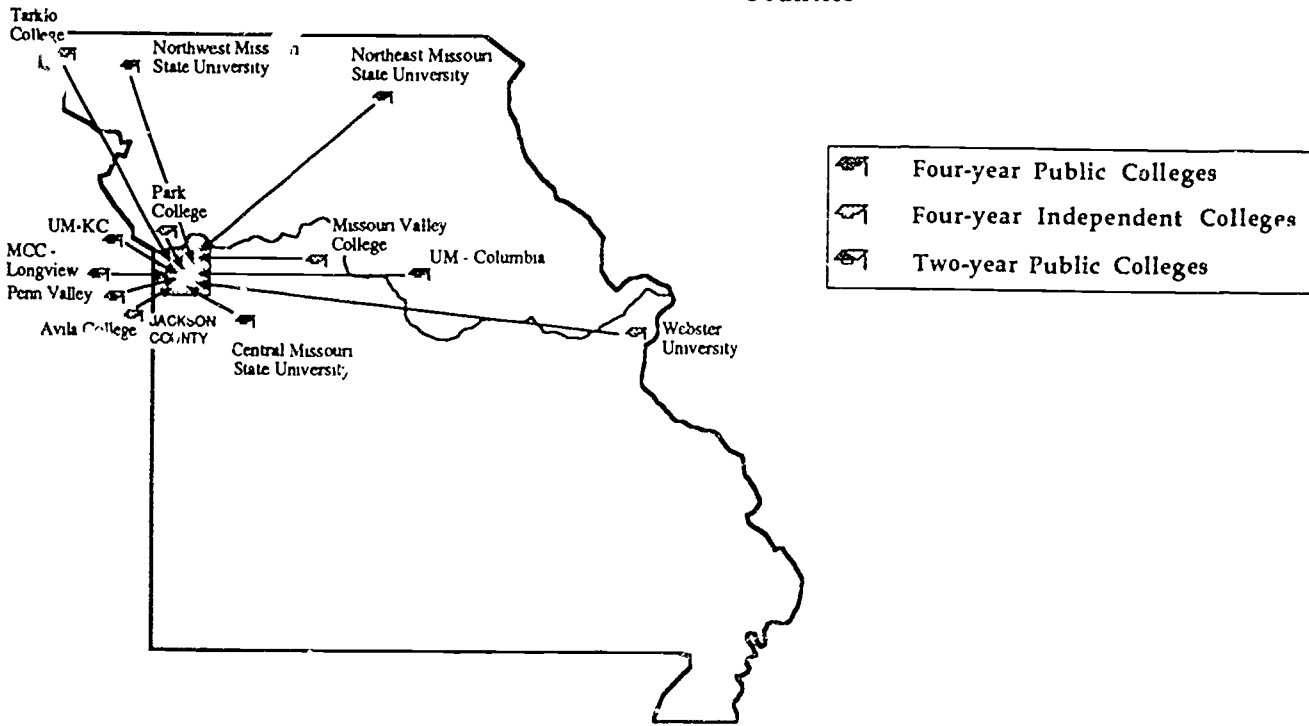 Tarkio
College
Northwest Miss
State University
Northeast Missouri
State University
Park
College
UM-KC
MCC -
Longview
Penn Valley
Avila College
JACKSON
COUNTY
Missouri Valley
College
UM - Columbia
Central Missouri
State University
Webster
University
Four-year Public Colleges
Four-year Independent Colleges
Two-year Public Colleges